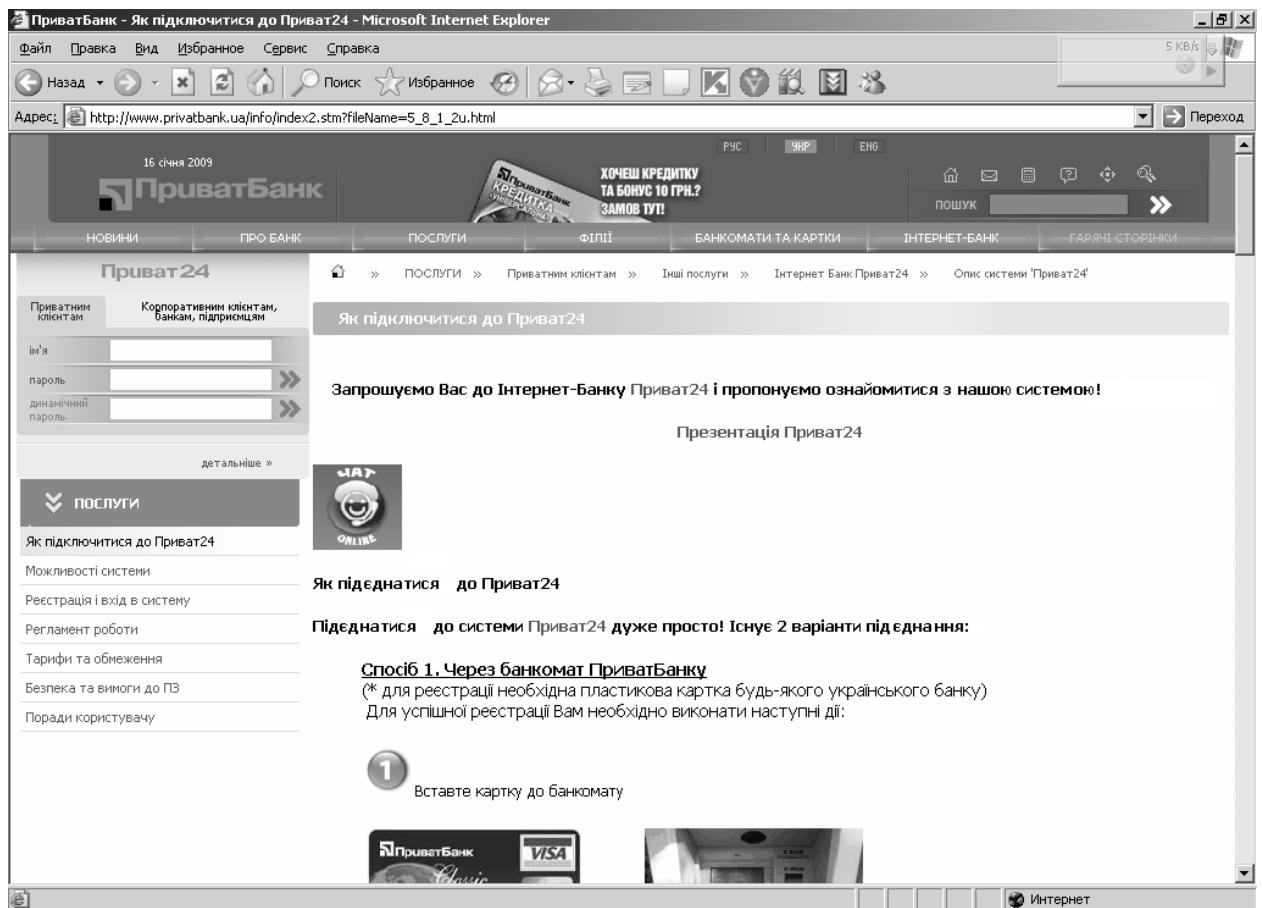 ПриватБанк - Як підключитися до Приват24 - Microsoft Internet Explorer
Файл Правка Вид Избранное Сервис Справка
5 KB/s
Назад Поиск Избранное
Адрес: http://www.privatbank.ua/info/index2.stm?fileName=5_8_1_2u.html Переход
РУС УКР ENG
16 січня 2009
ПриватБанк
ПриватБанк
КРЕДИТКА
УНІВЕРСАЛЬНА
ХОЧЕШ КРЕДИТКУ
ТА БОНУС 10 ГРН.?
ЗАМОВ ТУТ!
пошук
НОВИНИ ПРО БАНК ПОСЛУГИ ФІЛІЇ БАНКОМАТИ ТА КАРТКИ ІНТЕРНЕТ-БАНК ГАРЯЧІ СТОРІНКИ
Приват24
» ПОСЛУГИ » Приватним клієнтам » Інші послуги » Інтернет Банк Приват24 » Опис системи 'Приват24'
Приватним клієнтам
Корпоративним клієнтам, банкам, підприємцям
Як підключитися до Приват24
ім'я
пароль
динамічний пароль
детальніше »
Запрошуємо Вас до Інтернет-Банку Приват24 і пропонуємо ознайомитися з нашою системою!
Презентація Приват24
ЧАТ
ONLINE
ПОСЛУГИ
Як підключитися до Приват24
Можливості системи
Реєстрація і вхід в систему
Регламент роботи
Тарифи та обмеження
Безпека та вимоги до ПЗ
Поради користувачу
Як підєднатися до Приват24
Підєднатися до системи Приват24 дуже просто! Існує 2 варіанти підєднання:
Спосіб 1. Через банкомат ПриватБанку
(* для реєстрації необхідна пластикова картка будь-якого українського банку)
Для успішної реєстрації Вам необхідно виконати наступні дії:
1
Вставте картку до банкомату
ПриватБанк VISA
Classic
Интернет